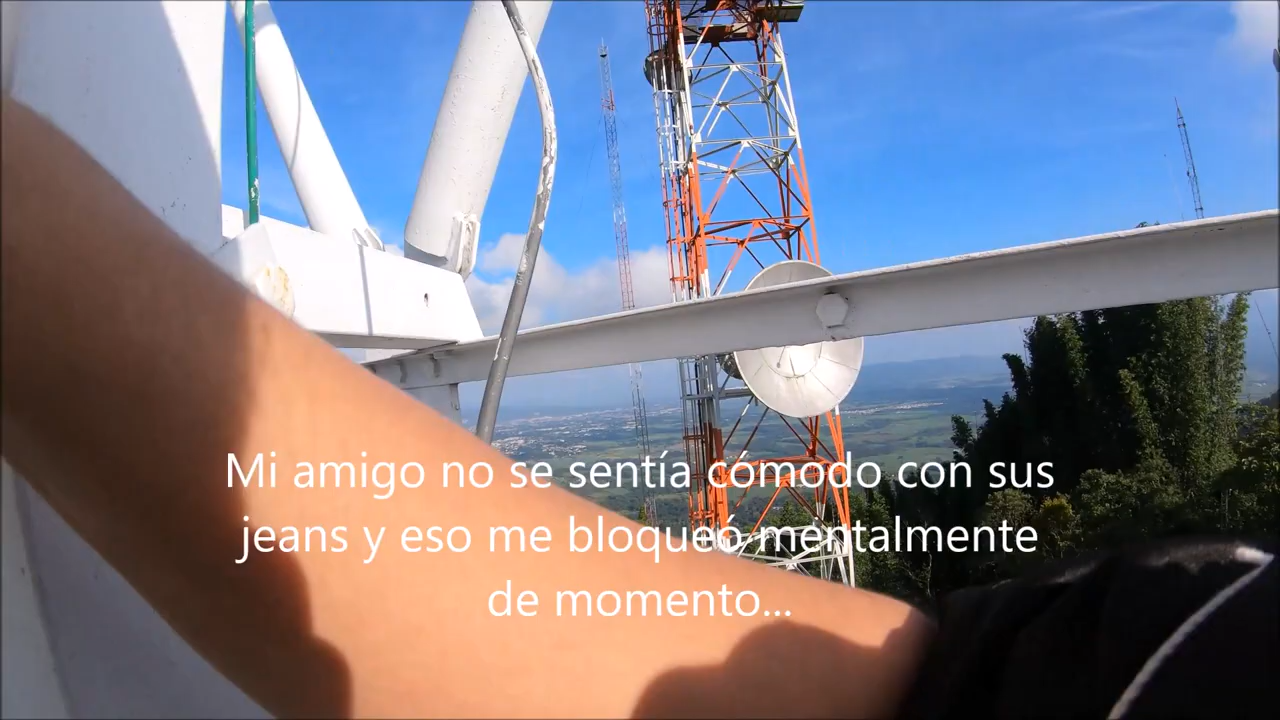 Mi amigo no se sentía cómodo con sus
jeans y eso me bloqueó mentalmente
de momento...